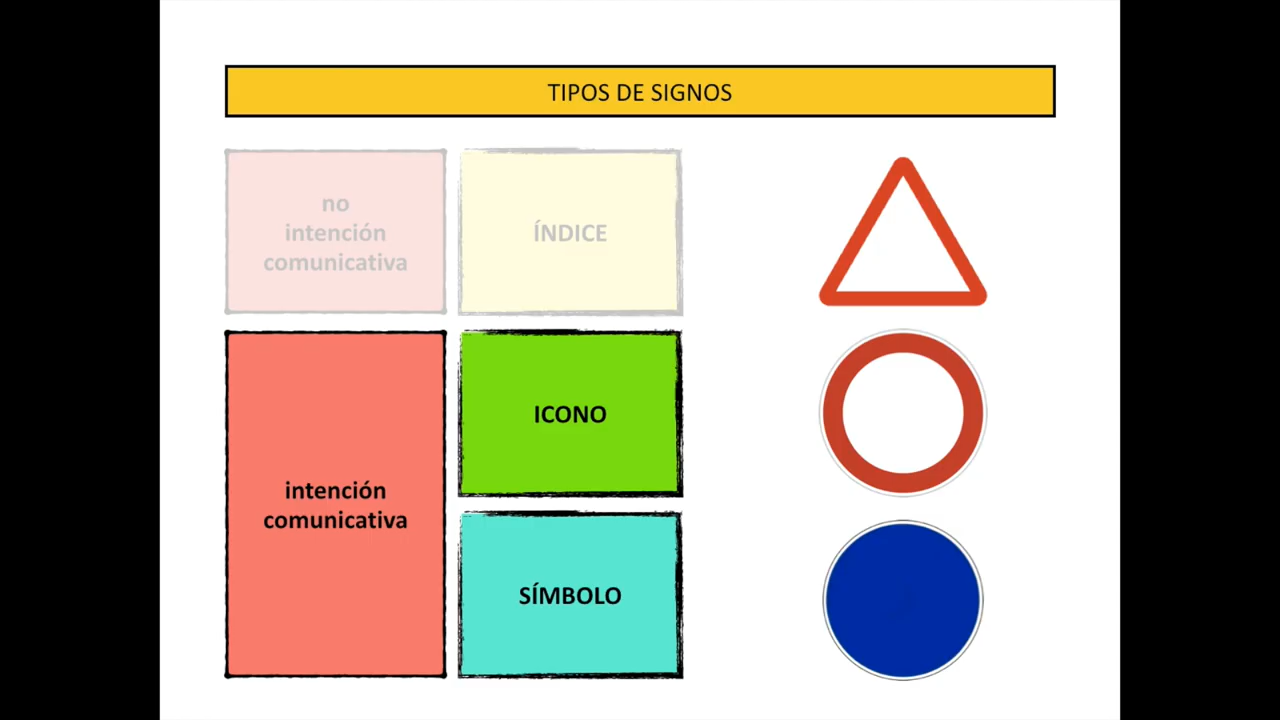 TIPOS DE SIGNOS
no
intención
comunicativa
ÍNDICE
intención
comunicativa
ICONO
SÍMBOLO